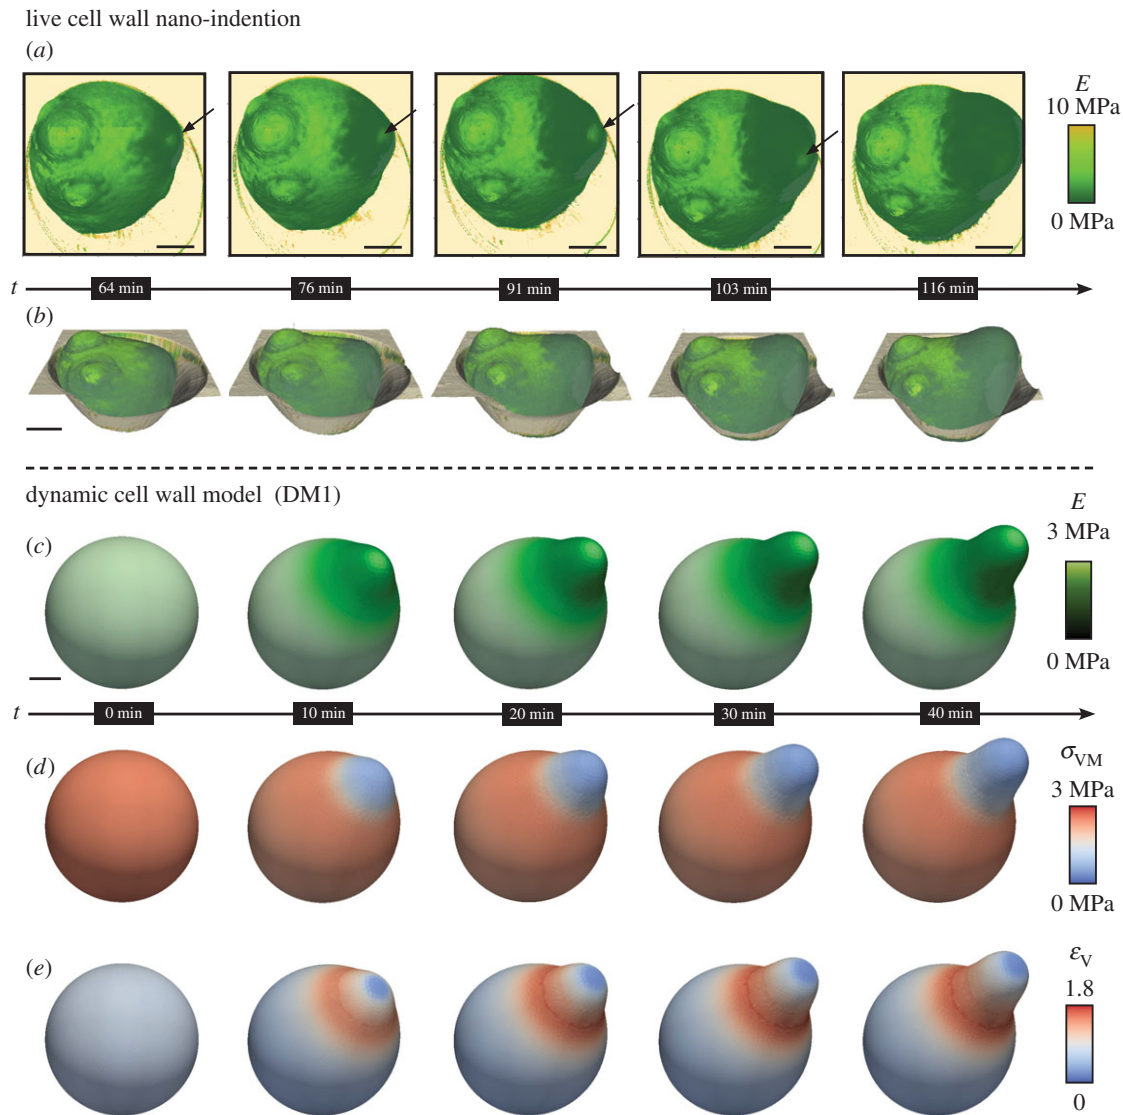 live cell wall nano-indention
(a)
E
10 MPa
0 MPa
t
64 min
76 min
91 min
103 min
116 min
(b)
dynamic cell wall model (DM1)
E
3 MPa
(c)
0 MPa
t
0 min
10 min
20 min
30 min
40 min
(d)
σVM
3 MPa
0 MPa
(e)
εV
1.8
0